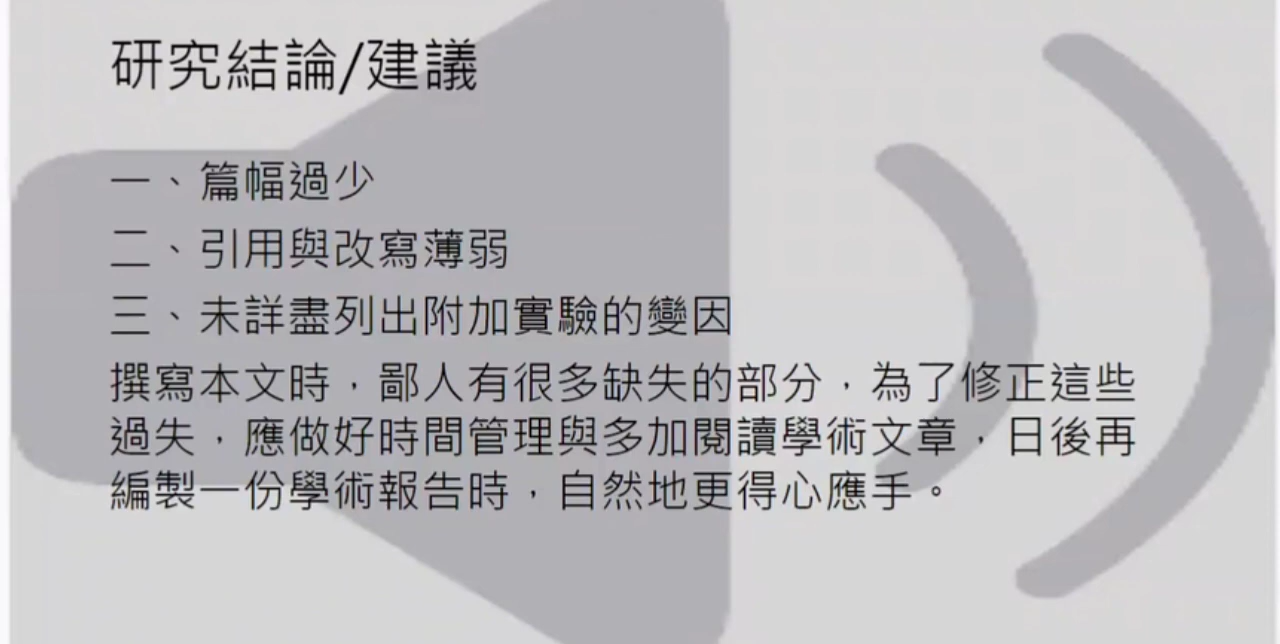 研究結論/建議
一、篇幅過少
二、引用與改寫薄弱
三、未詳盡列出附加實驗的變因
撰寫本文時，鄙人有很多缺失的部分，為了修正這些
過失，應做好時間管理與多加閱讀學術文章，日後再
編製一份學術報告時，自然地更得心應手。